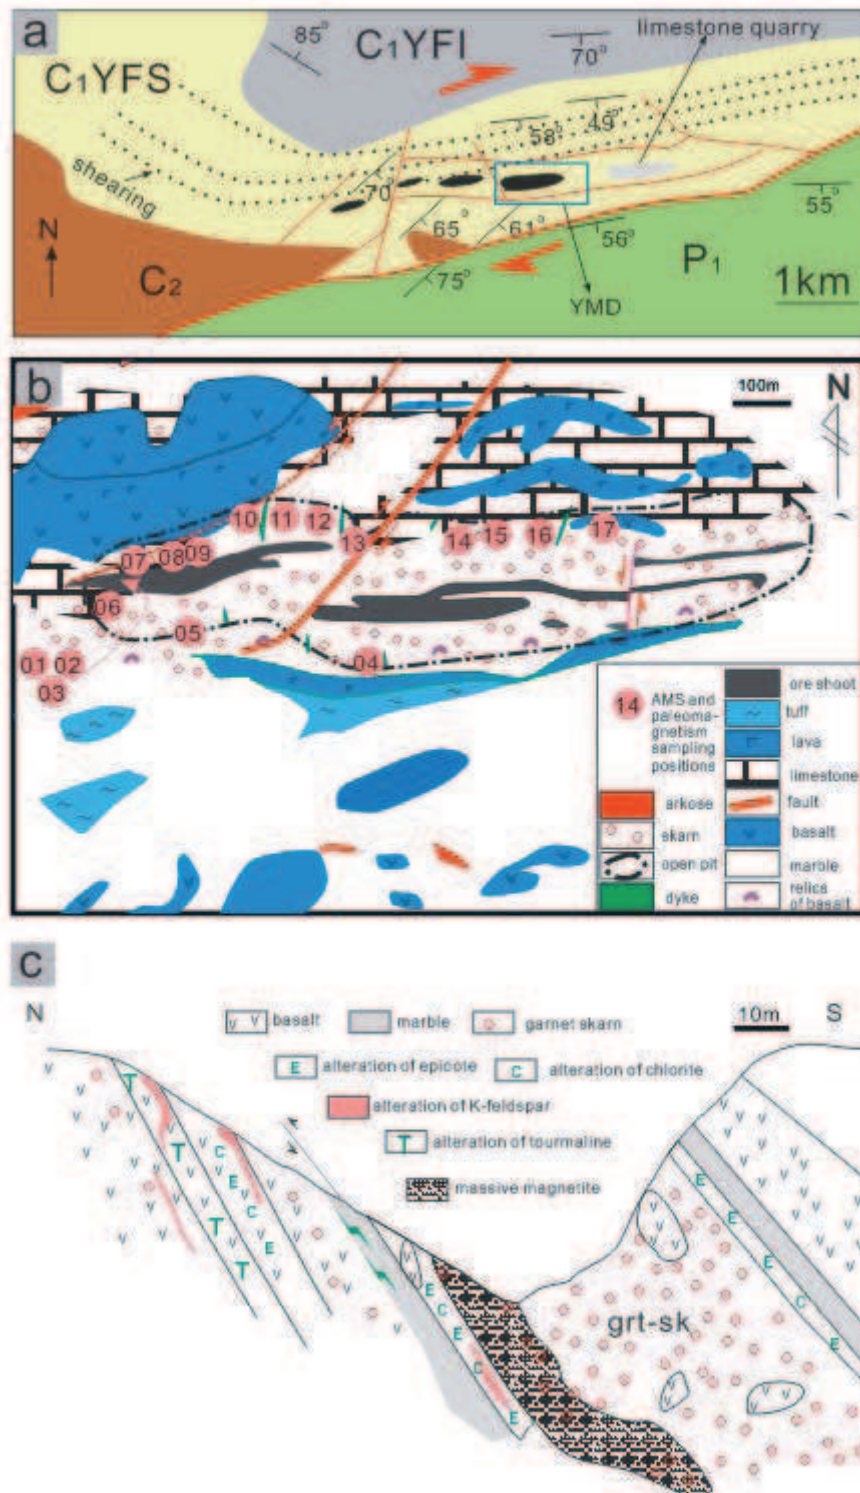 a
85°
C₁YFI
limestone quarry
70°
C₁YFS
58°
49°
shearing
70°
N
65°
61°
56°
55°
C₂
75°
P₁
1km
YMD
b
100m
N
10
11
12
13
14
15
16
17
07
08
09
06
05
04
01
02
03
14
AMS and
paleoma-
gnetism
sampling
positions
ore shoot
tuff
lava
limestone
arkose
fault
skarn
basalt
open pit
marble
dyke
relics
of basalt
c
N
10m
S
basalt
marble
garnet skarn
E
alteration of epicote
C
alteration of chlorite
alteration of K-feldspar
T
alteration of tourmaline
massive magnetite
T
T
T
T
C
E
C
E
E
C
E
C
E
grt-sk
E
E
C
E